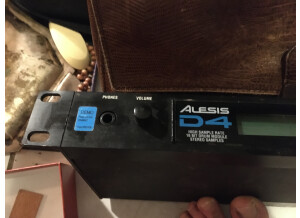 PHONES
VOLUME
ALESIS
D4
HIGH SAMPLE RATE
16 BIT DRUM MODULE
STEREO SAMPLES